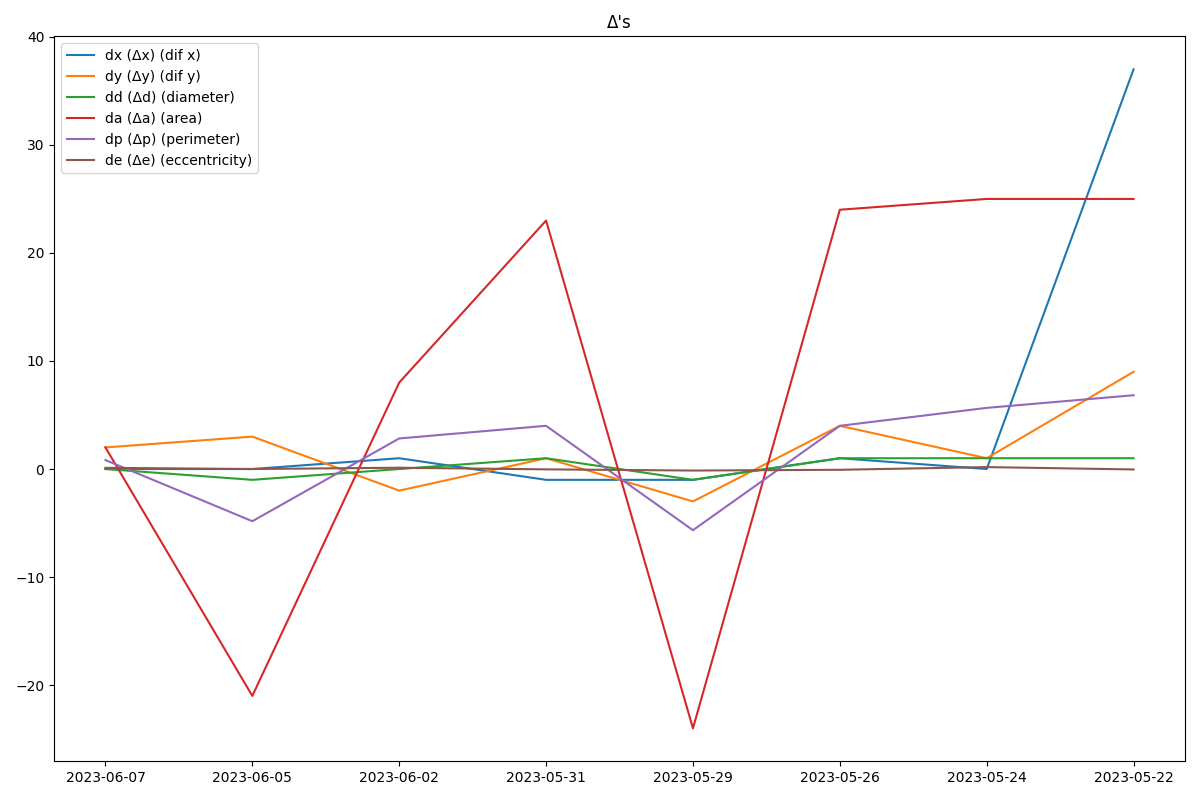 Δ's
dx (Δx) (dif x)
dy (Δy) (dif y)
dd (Δd) (diameter)
da (Δa) (area)
dp (Δp) (perimeter)
de (Δe) (eccentricity)
40
30
20
10
0
−10
−20
2023-06-07 2023-06-05 2023-06-02 2023-05-31 2023-05-29 2023-05-26 2023-05-24 2023-05-22